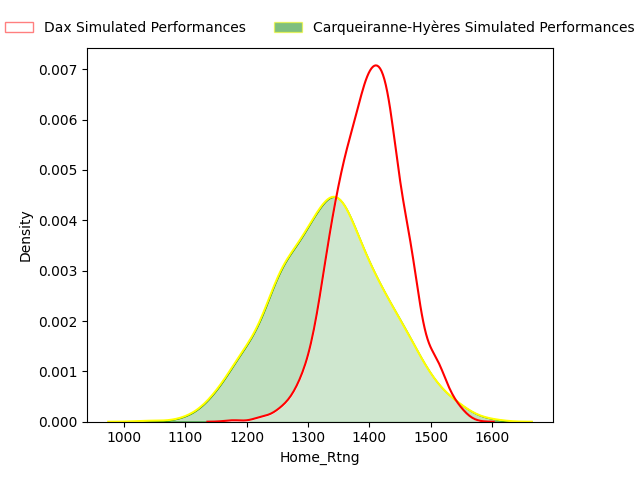 Dax Simulated Performances
Carqueiranne-Hyères Simulated Performances
0.007
0.006
0.005
0.004
0.003
0.002
0.001
0.000
Density
1000 1100 1200 1300 1400 1500 1600
Home_Rtng